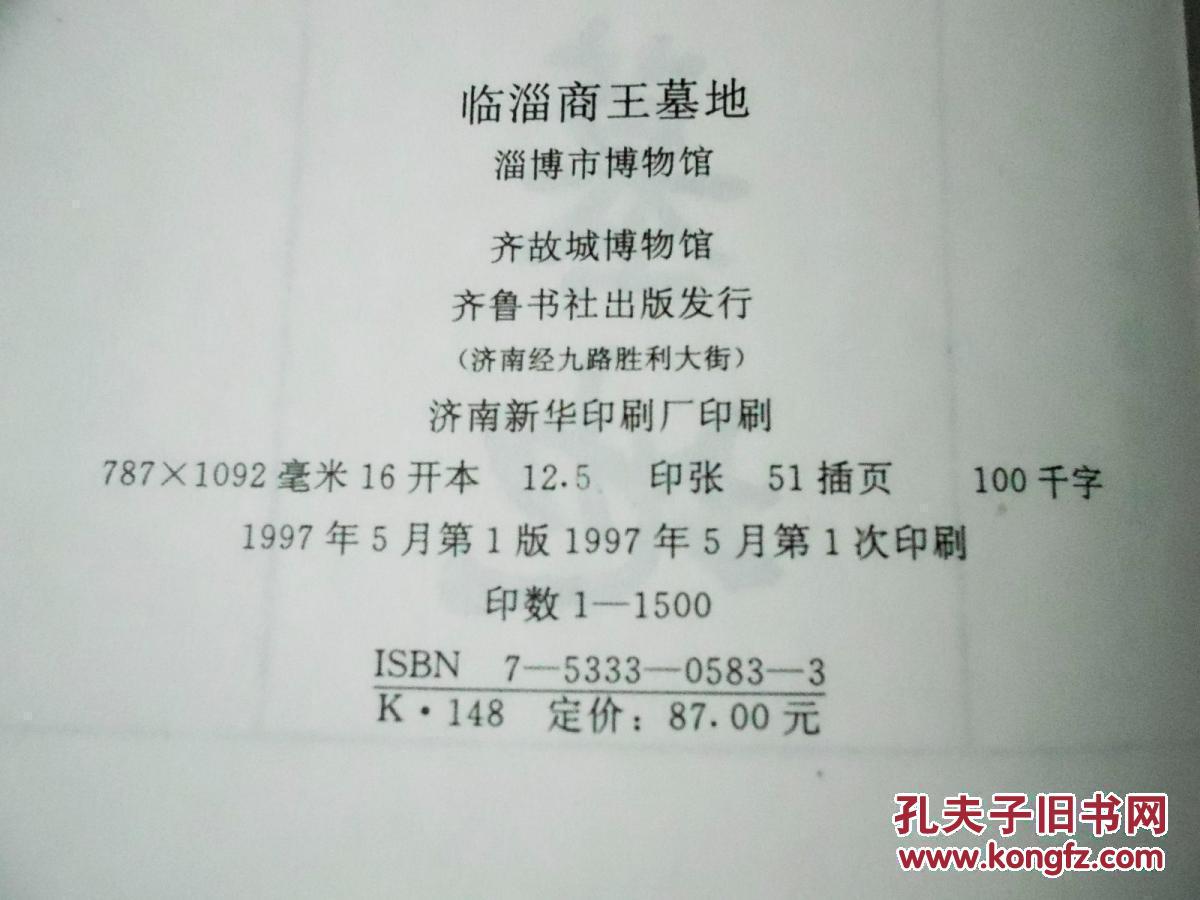 临淄商王墓地
淄博市博物馆
齐故城博物馆
齐鲁书社出版发行
(济南经九路胜利大街)
济南新华印刷厂印刷
787×1092毫米16开本 12.5 印张 51插页 100千字
1997年5月第1版1997年5月第1次印刷
印数1—1500
ISBN 7—5333—0583—3
K·148 定价:87.00元
孔夫子旧书网
www.kongfz.com